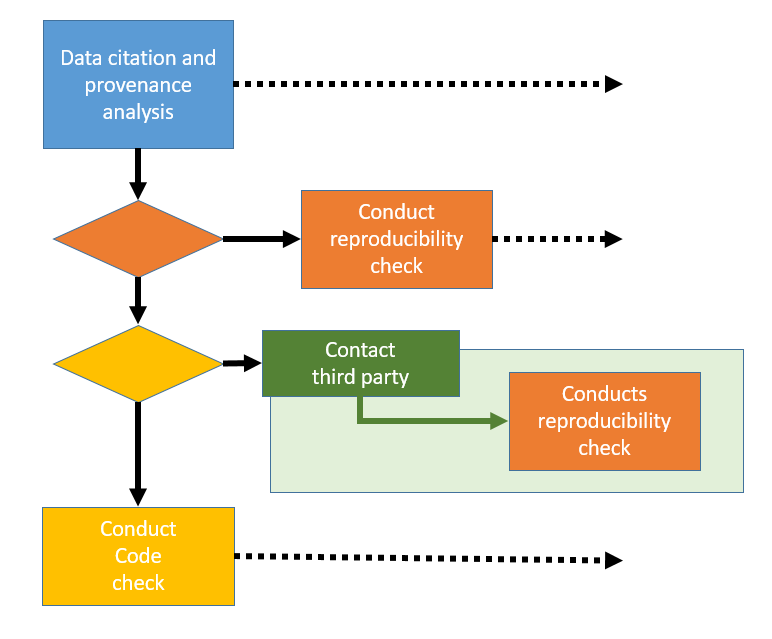 Data citation and
provenance
analysis
Conduct
reproducibility
check
Contact
third party
Conducts
reproducibility
check
Conduct
Code
check